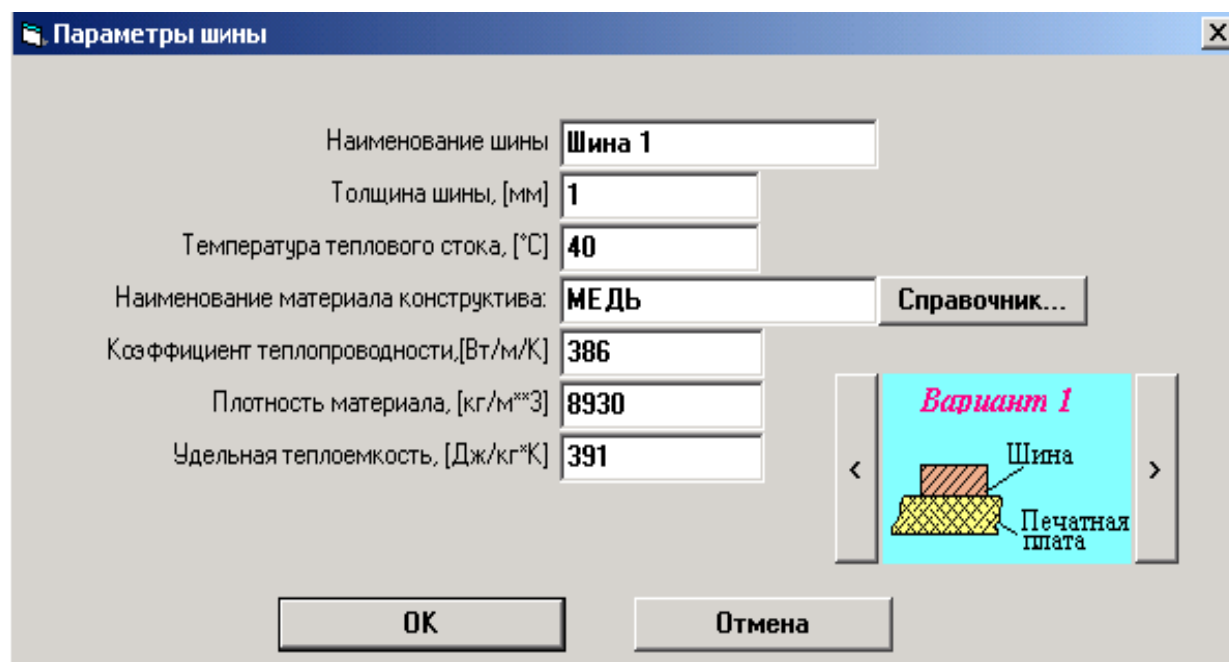 Параметры шины
Наименование шины Шина 1
Толщина шины, [мм] 1
Температура теплового стока, [°C] 40
Наименование материала конструктива: МЕДЬ Справочник...
Коэффициент теплопроводности,[Вт/м/К] 386
Плотность материала, [кг/м**3] 8930
Удельная теплоемкость, [Дж/кг*К] 391
Вариант 1
Шина
< >
Печатная
плата
OK Отмена